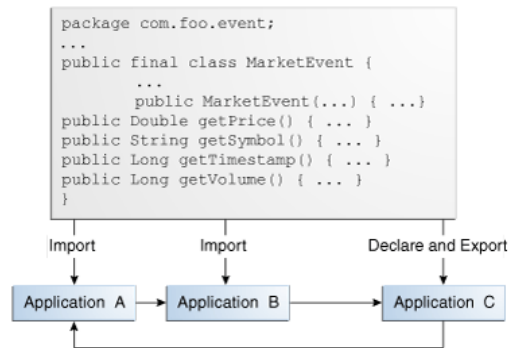 package com.foo.event;
...
public final class MarketEvent {
...
public MarketEvent(...) { ...}
public Double getPrice() { ... }
public String getSymbol() { ... }
public Long getTimestamp() { ... }
public Long getVolume() { ... }
}
Import Import Declare and Export
Application A Application B Application C